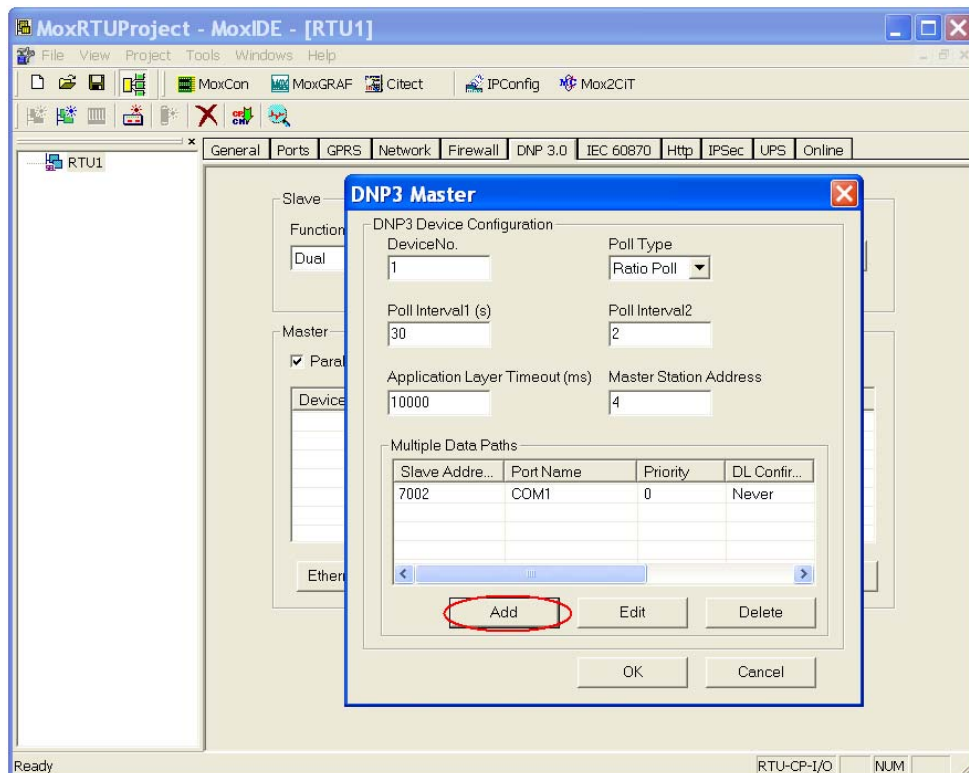 MoxRTUProject - MoxIDE - [RTU1]
File View Project Tools Windows Help
MoxCon MoxGRAF Citect IPConfig Mox2CiT
RTU1
General Ports GPRS Network Firewall DNP 3.0 IEC 60870 Http IPSec UPS Online
Slave
Function
Dual
Master
Paral
Device
Ethern
DNP3 Master
DNP3 Device Configuration
DeviceNo. Poll Type
1 Ratio Poll
Poll Interval1 (s) Poll Interval2
30 2
Application Layer Timeout (ms) Master Station Address
10000 4
Multiple Data Paths
Slave Addre... Port Name Priority DL Confir...
7002 COM1 0 Never
Add Edit Delete
OK Cancel
Ready RTU-CP-I/O NUM